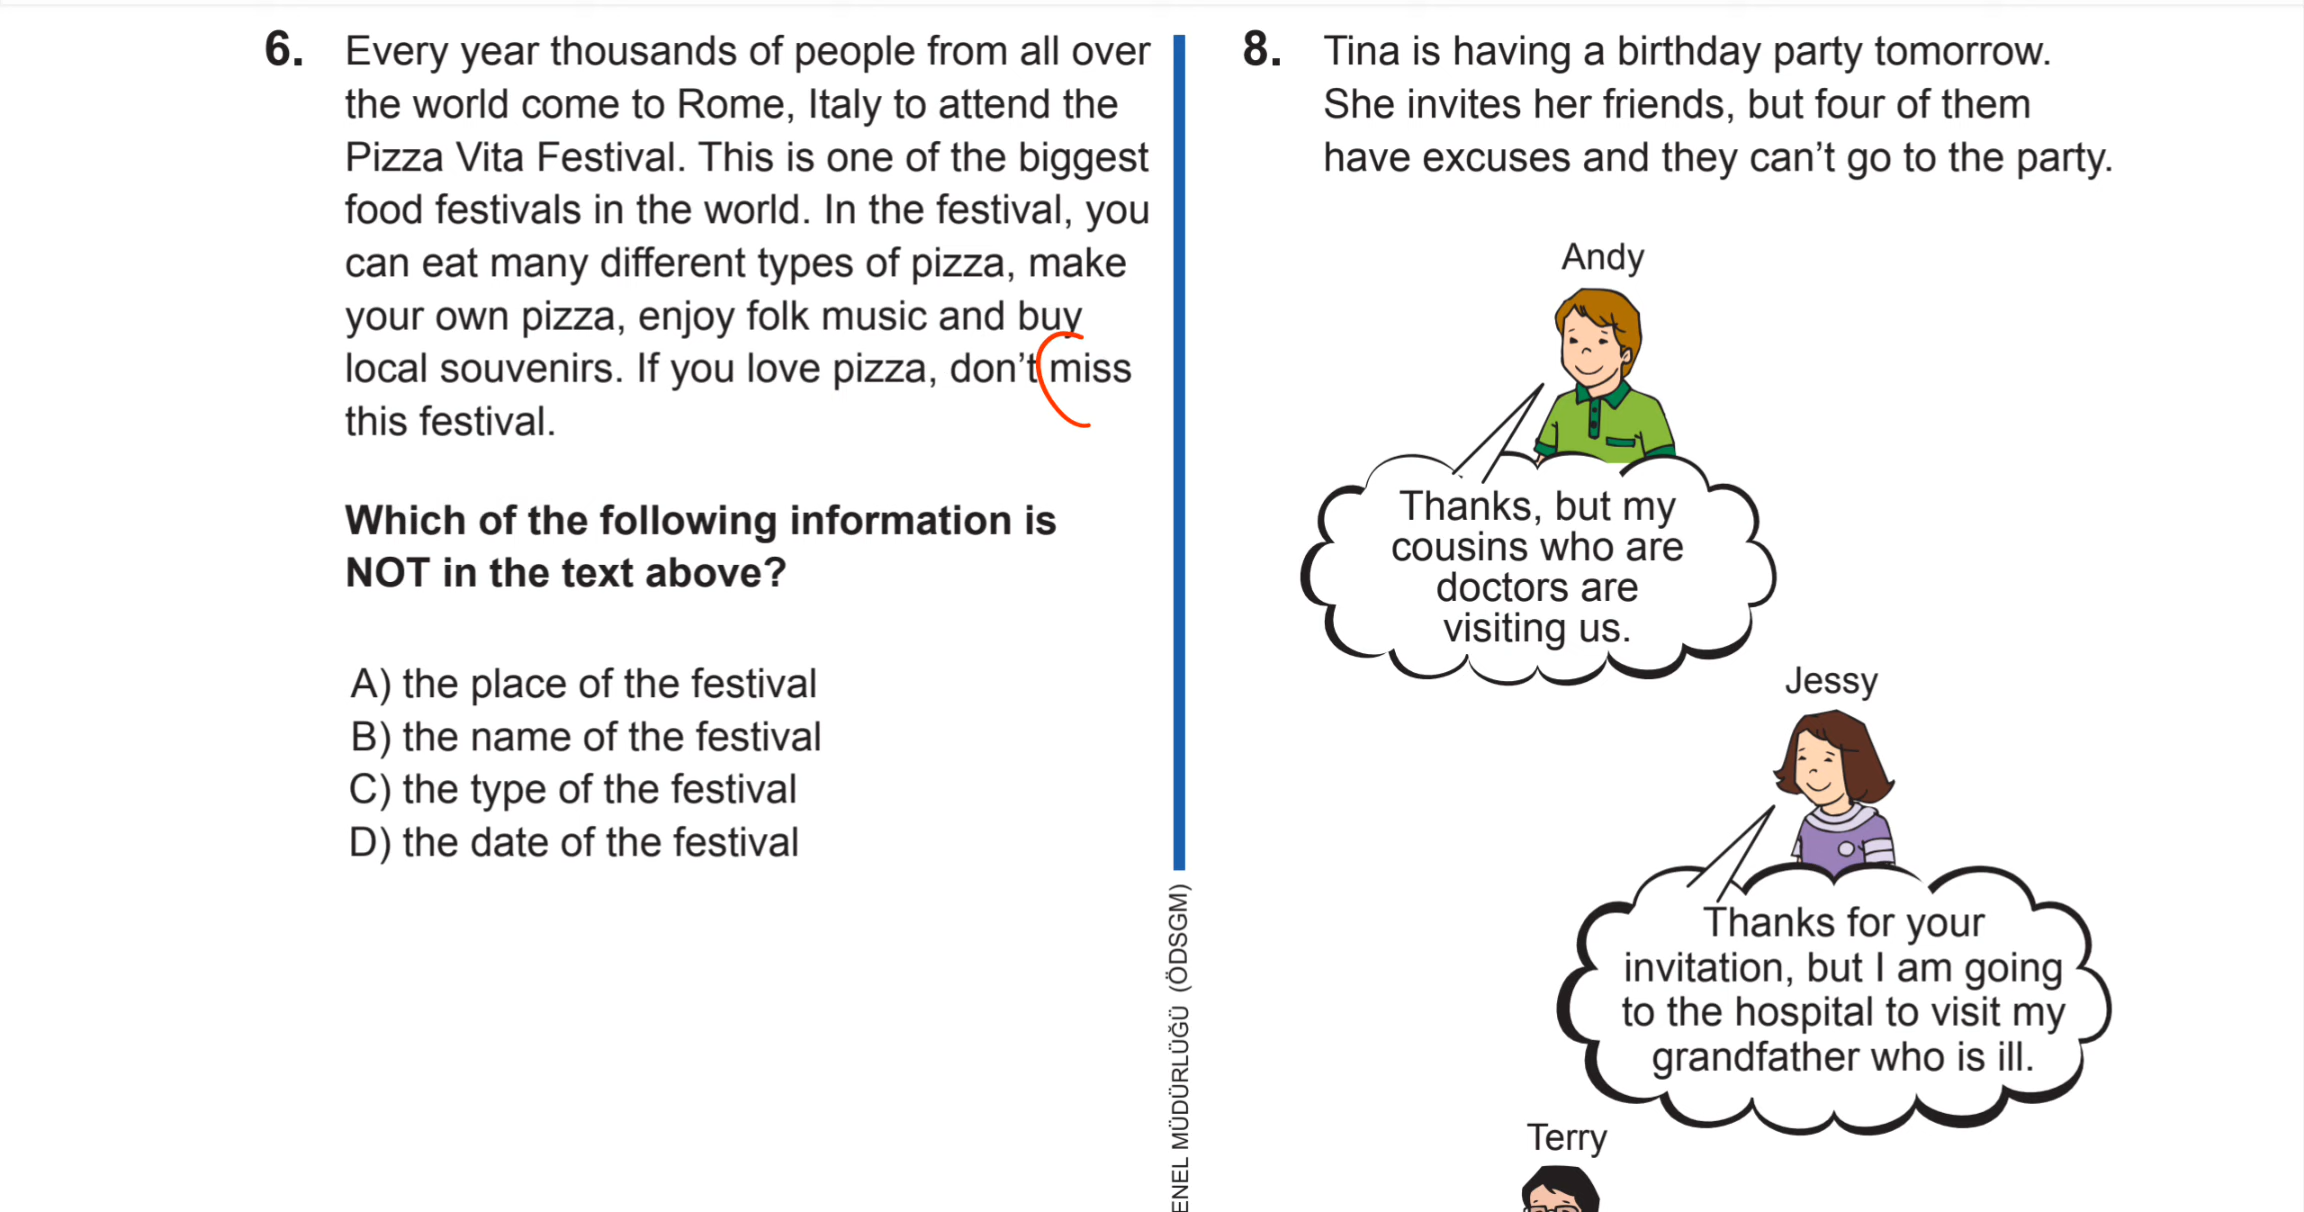 6. Every year thousands of people from all over
the world come to Rome, Italy to attend the
Pizza Vita Festival. This is one of the biggest
food festivals in the world. In the festival, you
can eat many different types of pizza, make
your own pizza, enjoy folk music and buy
local souvenirs. If you love pizza, don’t miss
this festival.
Which of the following information is
NOT in the text above?
A) the place of the festival
B) the name of the festival
C) the type of the festival
D) the date of the festival
ENEL MÜDÜRLÜĞÜ (ÖDSGM)
8. Tina is having a birthday party tomorrow.
She invites her friends, but four of them
have excuses and they can’t go to the party.
Andy
Thanks, but my
cousins who are
doctors are
visiting us.
Jessy
Thanks for your
invitation, but I am going
to the hospital to visit my
grandfather who is ill.
Terry